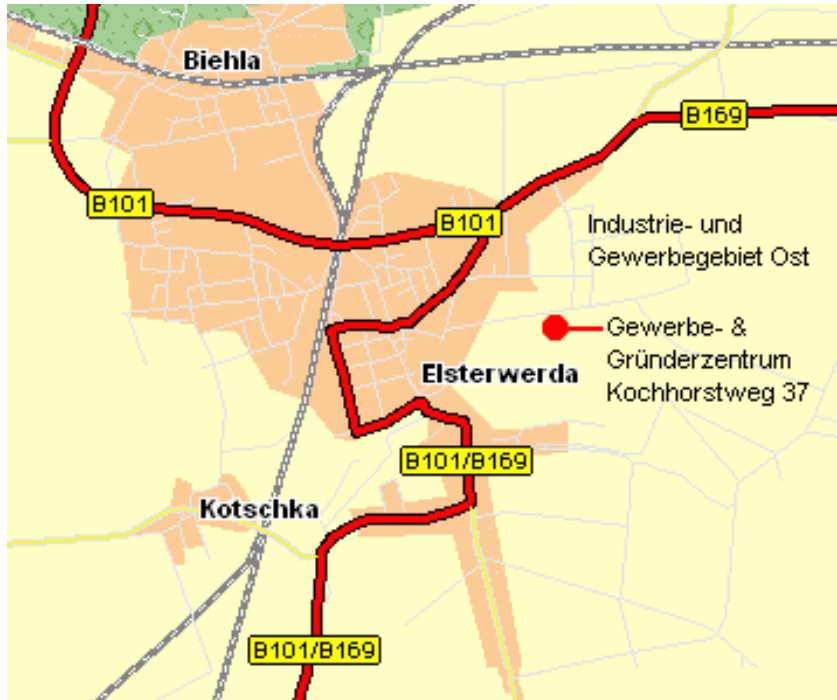 Biehla
B169
B101
B101
Industrie- und
Gewerbegebiet Ost
Gewerbe- &
Gründerzentrum
Kochhorstweg 37
Elsterwerda
B101/B169
Kotschka
B101/B169